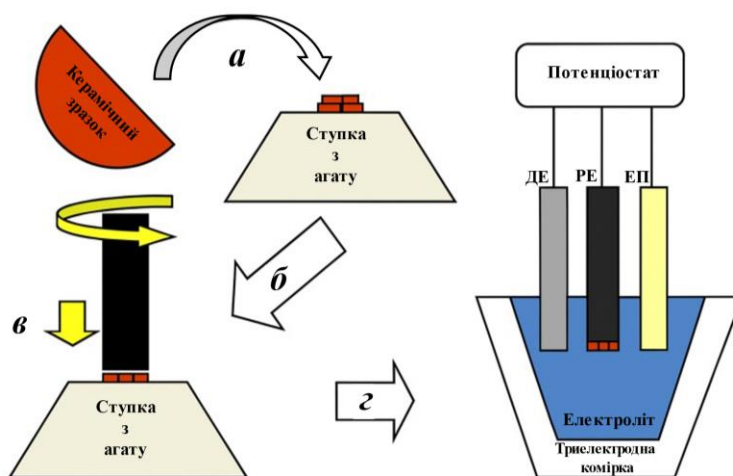 Керамічний
зразок
а
Ступка
з
агату
б
в
Ступка
з
агату
г
Потенціостат
ДЕ РЕ ЕП
Електроліт
Триелектродна
комірка